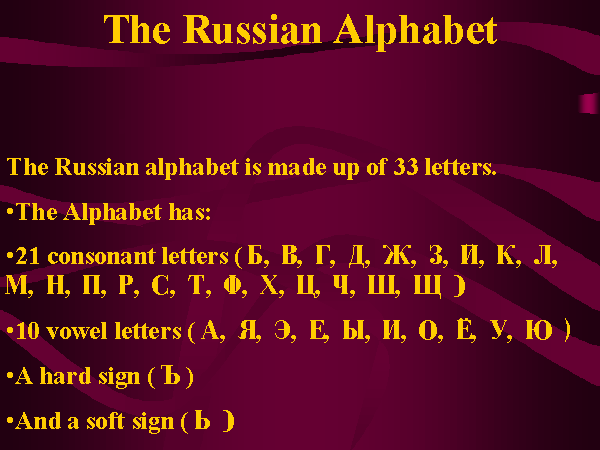 The Russian Alphabet
The Russian alphabet is made up of 33 letters.
•The Alphabet has:
•21 consonant letters ( Б, В, Г, Д, Ж, З, Й, К, Л,
М, Н, П, Р, С, Т, Ф, Х, Ц, Ч, Ш, Щ )
•10 vowel letters ( А, Я, Э, Е, Ы, И, О, Ё, У, Ю )
•A hard sign ( Ъ )
•And a soft sign ( Ь )